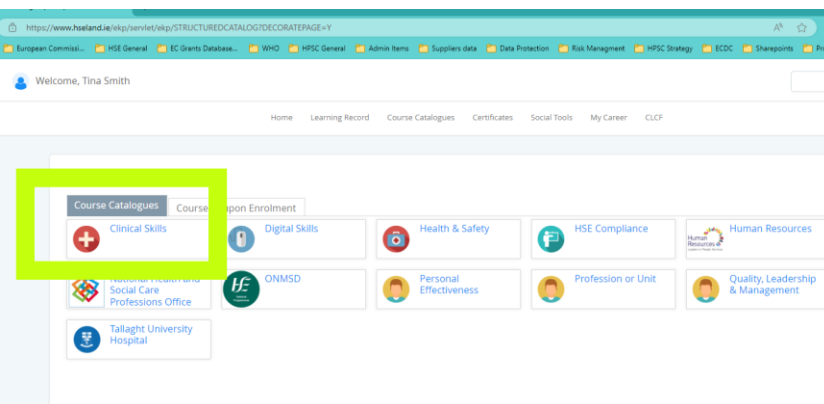 https://www.hseland.ie/ekp/servlet/ekp/STRUCTUREDCATALOG?DECORATEPAGE=Y
European Commissi... HSE General EC Grants Database... WHO HPSC General Admin Items Suppliers data Data Protection Risk Managment HPSC Strategy ECDC Sharepoints
Welcome, Tina Smith
Home Learning Record Course Catalogues Certificates Social Tools My Career CLCF
Course Catalogues Course upon Enrolment
Clinical Skills Digital Skills Health & Safety HSE Compliance Human Resources
Human
Resources
National Health and
Social Care
Professions Office
ONMSD
Personal
Effectiveness
Profession or Unit
Quality, Leadership
& Management
Tallaght University
Hospital